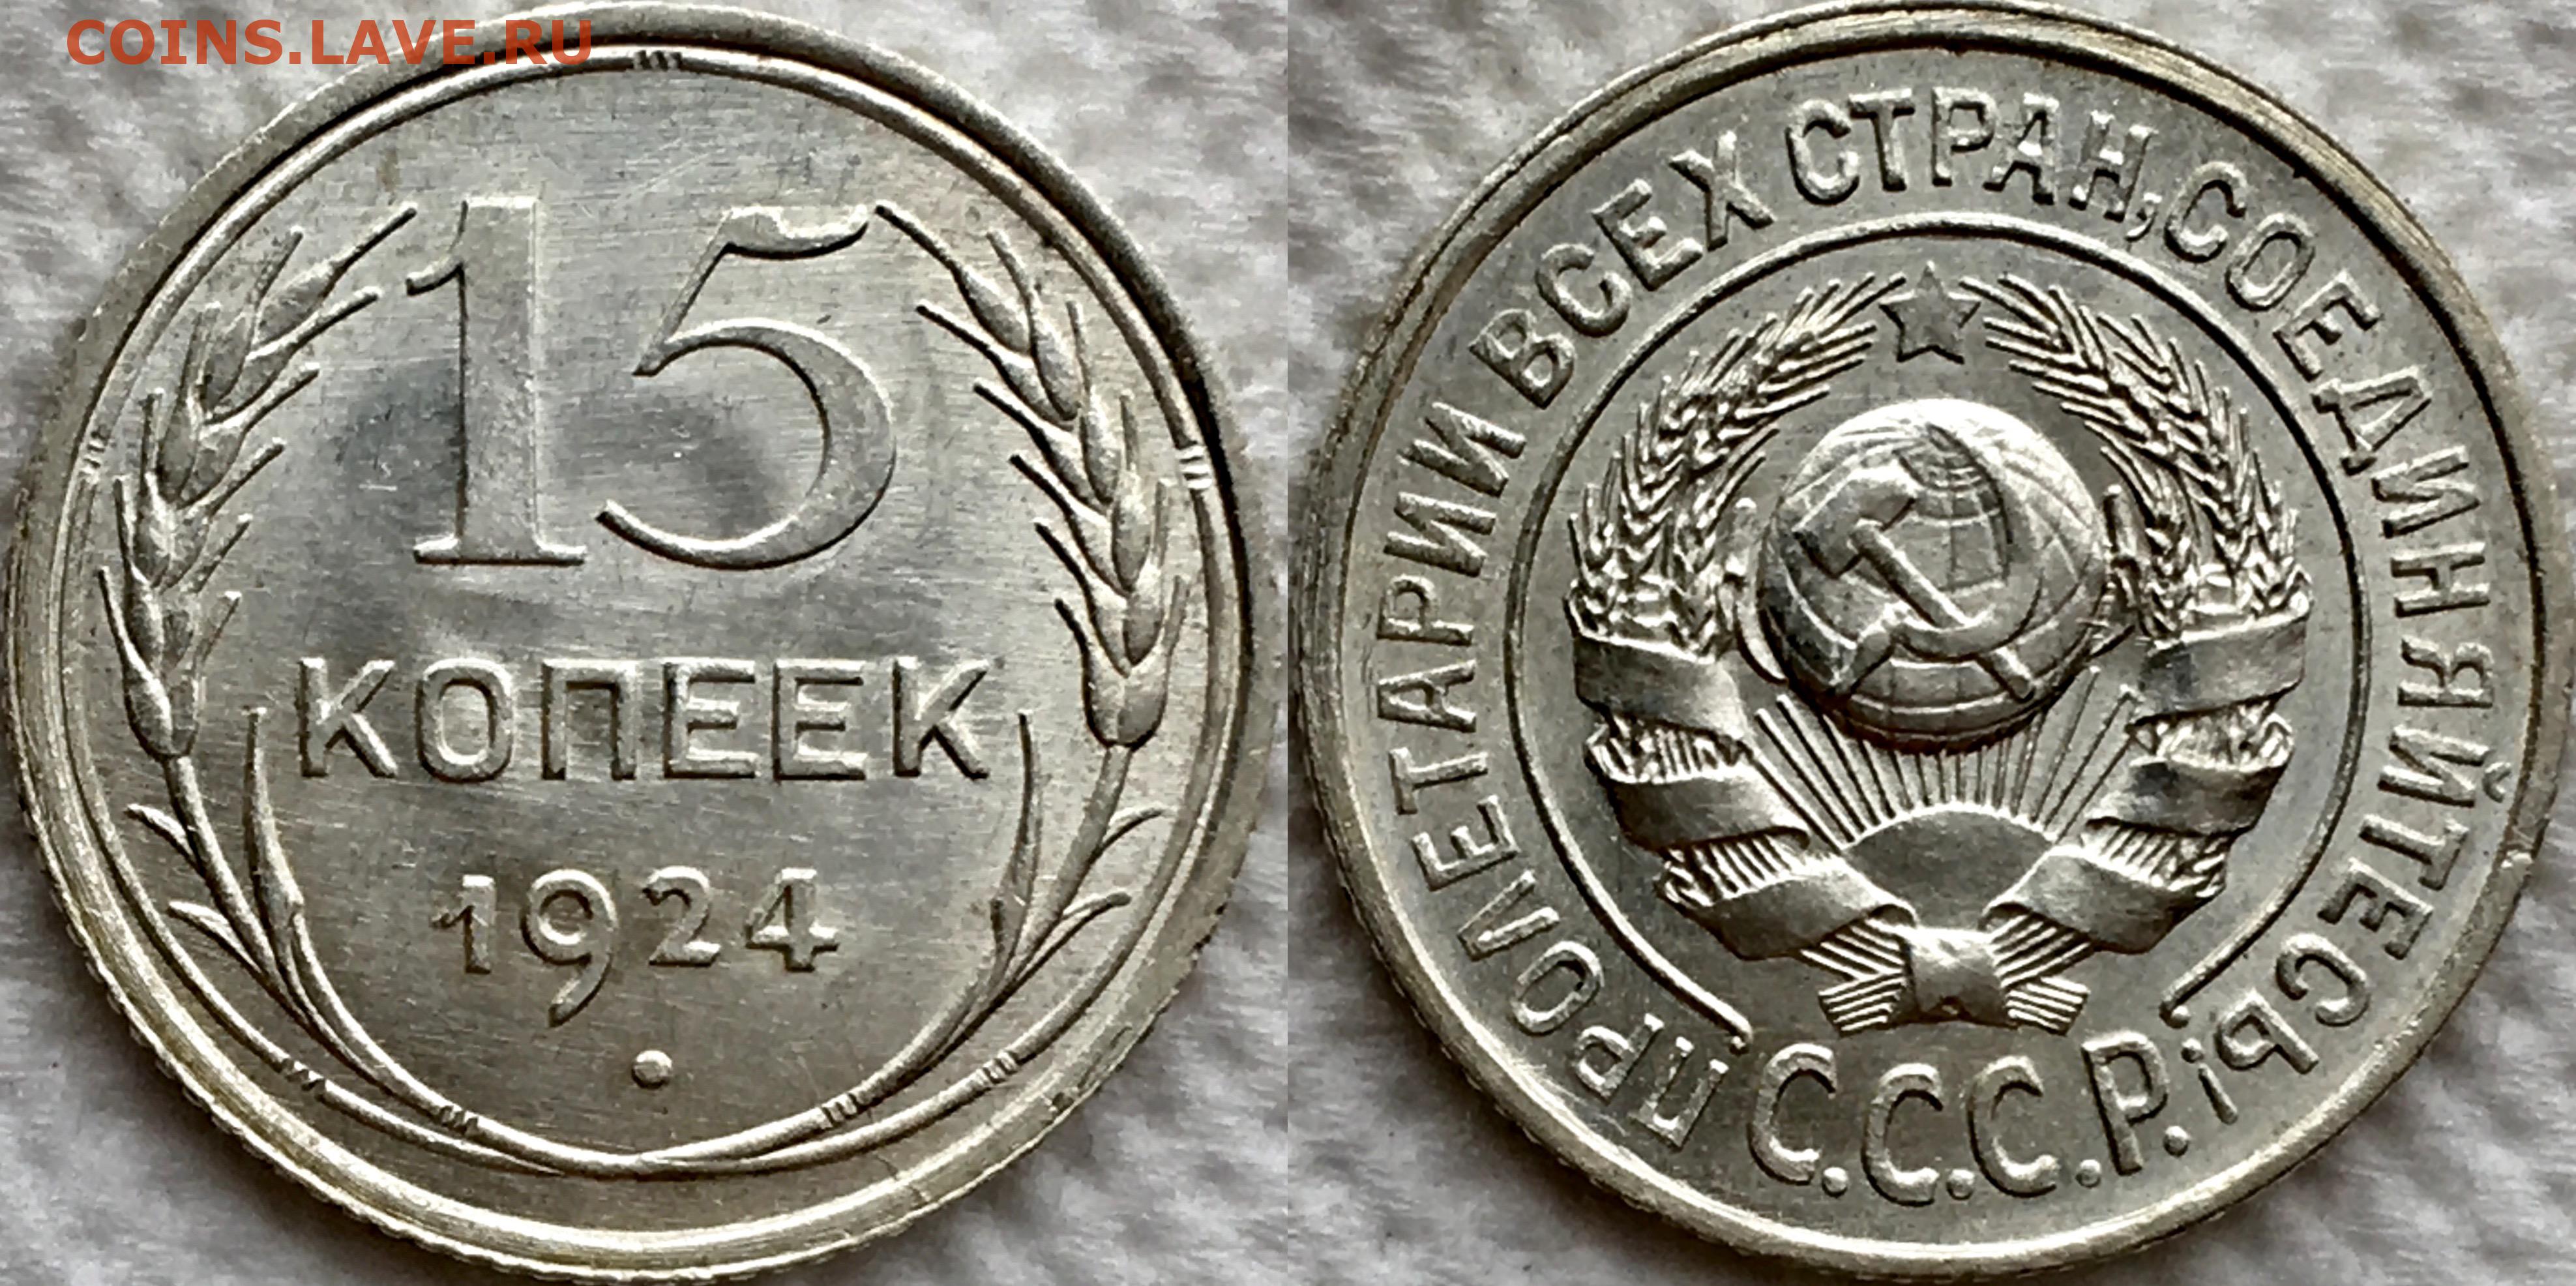 COINS.LAVE.RU
15
КОПЕЕК
1924
ПРОЛЕТАРИИ ВСЕХ СТРАН, СОЕДИНЯЙТЕСЬ!
С.С.С.Р.